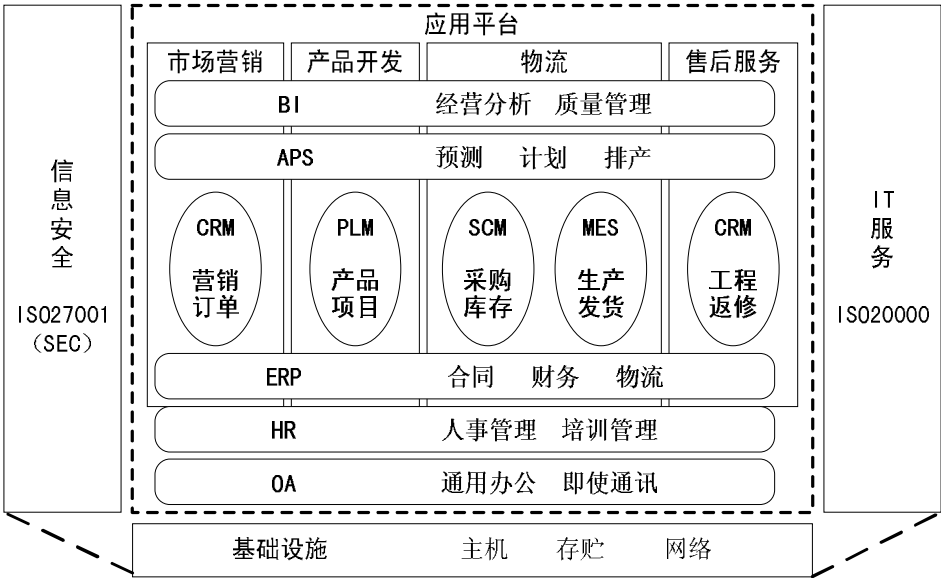 应用平台
市场营销 产品开发 物流 售后服务
BI 经营分析 质量管理
APS 预测 计划 排产
信息安全
ISO27001
(SEC)
CRM
营销
订单
PLM
产品
项目
SCM
采购
库存
MES
生产
发货
CRM
工程
返修
IT服务
ISO20000
ERP 合同 财务 物流
HR 人事管理 培训管理
OA 通用办公 即使通讯
基础设施 主机 存贮 网络